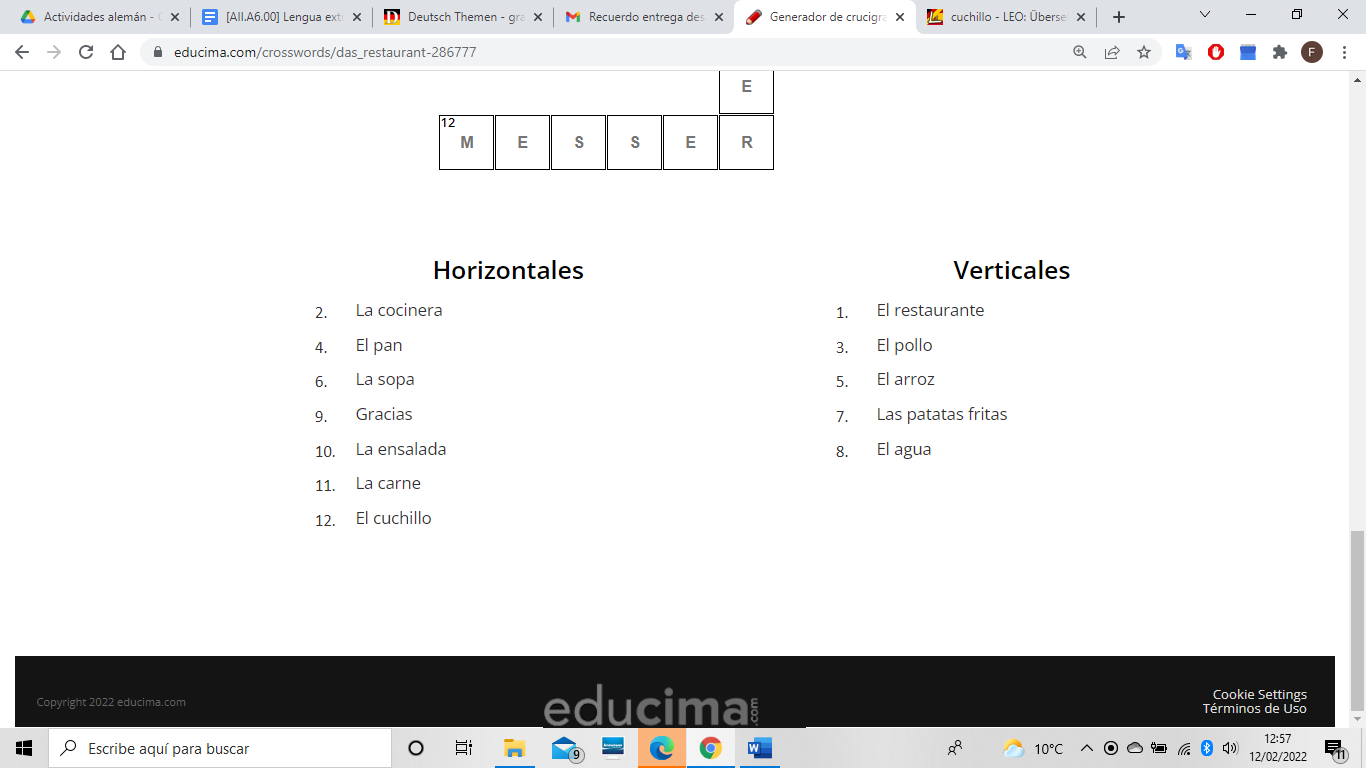 Actividades alemán - C
[AII.A6.00] Lengua extr
Deutsch Themen - gra
Recuerdo entrega des
Generador de crucigra
cuchillo - LEO: Überse
educima.com/crosswords/das_restaurant-286777
F
E
12
M E S S E R
Horizontales
2. La cocinera
4. El pan
6. La sopa
9. Gracias
10. La ensalada
11. La carne
12. El cuchillo
Verticales
1. El restaurante
3. El pollo
5. El arroz
7. Las patatas fritas
8. El agua
Copyright 2022 educima.com
educima.com
Cookie Settings
Términos de Uso
Escribe aquí para buscar
9
10°C
12:57
12/02/2022
11